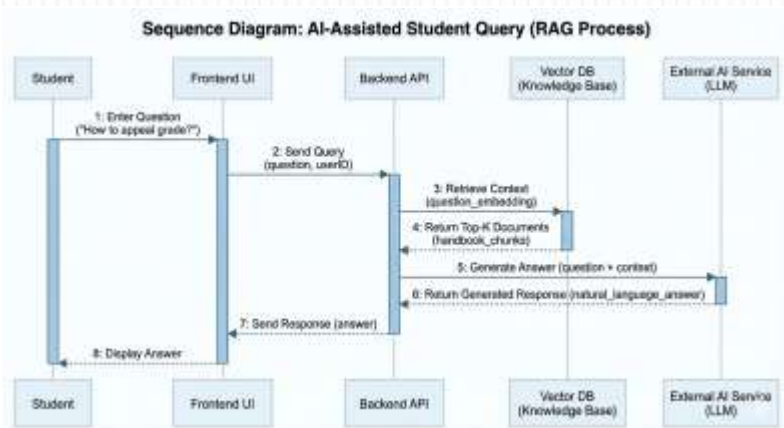 Sequence Diagram: AI-Assisted Student Query (RAG Process)
Student
Frontend UI
Backend API
Vector DB
(Knowledge Base)
External AI Service
(LLM)
1: Enter Question
("How to appeal grade?")
2: Send Query
(question, userID)
3: Retrieve Context
(question_embedding)
4: Return Top-K Documents
(handbook_chunks)
5: Generate Answer (question + context)
6: Return Generated Response (natural_language_answer)
7: Send Response (answer)
8: Display Answer
Student
Frontend UI
Backend API
Vector DB
(Knowledge Base)
External AI Service
(LLM)